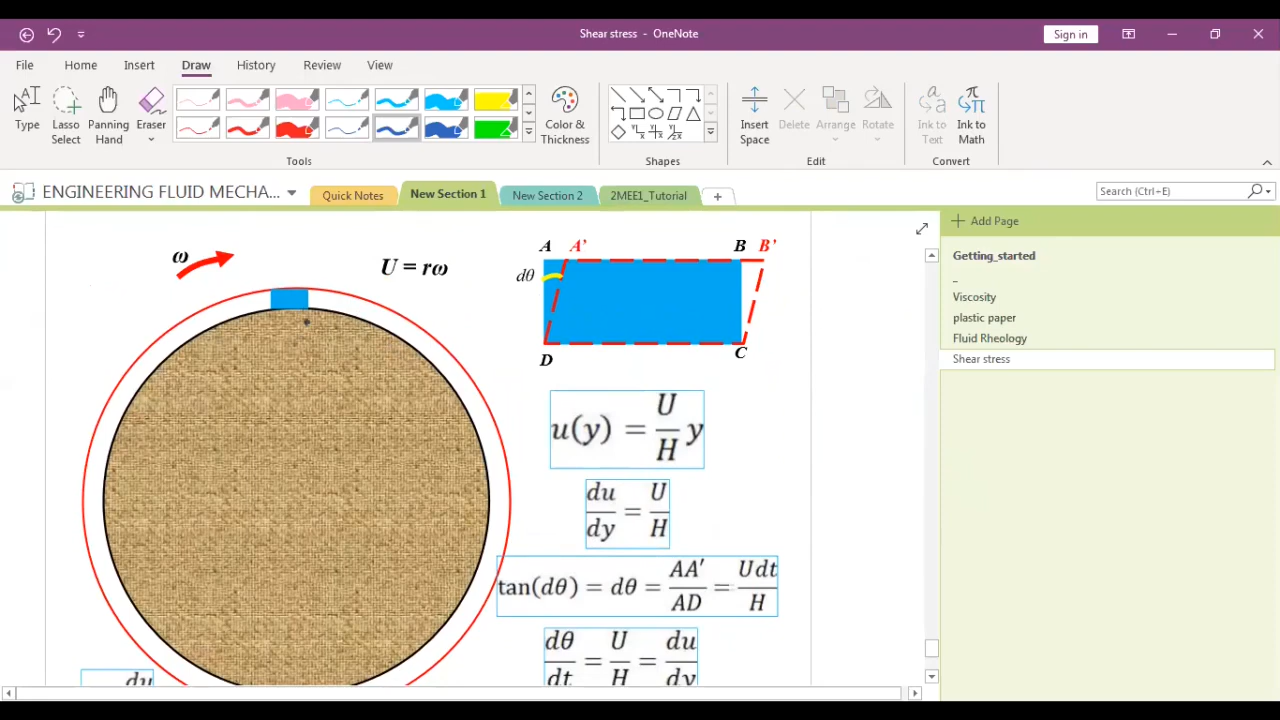 Shear stress - OneNote
Sign in
File Home Insert Draw History Review View
Type
Lasso Select
Panning Hand
Eraser
Color & Thickness
Insert Space
Delete
Arrange
Rotate
Ink to Text
Ink to Math
Tools
Shapes
Edit
Convert
ENGINEERING FLUID MECHA...
Quick Notes
New Section 1
New Section 2
2MEE1_Tutorial
+
Search (Ctrl+E)
Add Page
Getting_started
_
Viscosity
plastic paper
Fluid Rheology
Shear stress
ω
U = rω
A A' B B'
dθ
D C
u(y) = U/H y
du/dy = U/H
tan(dθ) = dθ = AA'/AD = Udt/H
dθ/dt = U/H = du/dy
du